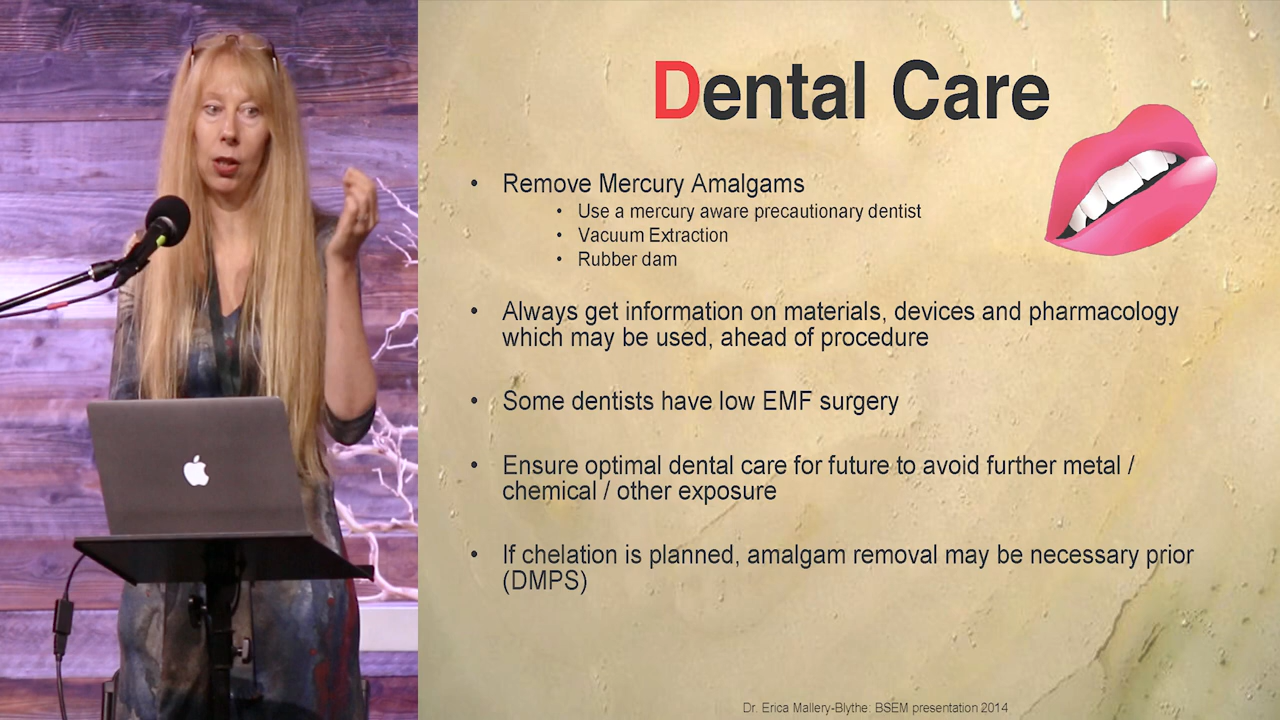 Dental Care
• Remove Mercury Amalgams
• Use a mercury aware precautionary dentist
• Vacuum Extraction
• Rubber dam
• Always get information on materials, devices and pharmacology
which may be used, ahead of procedure
• Some dentists have low EMF surgery
• Ensure optimal dental care for future to avoid further metal /
chemical / other exposure
• If chelation is planned, amalgam removal may be necessary prior
(DMPS)
Dr. Erica Mallery-Blythe: BSEM presentation 2014